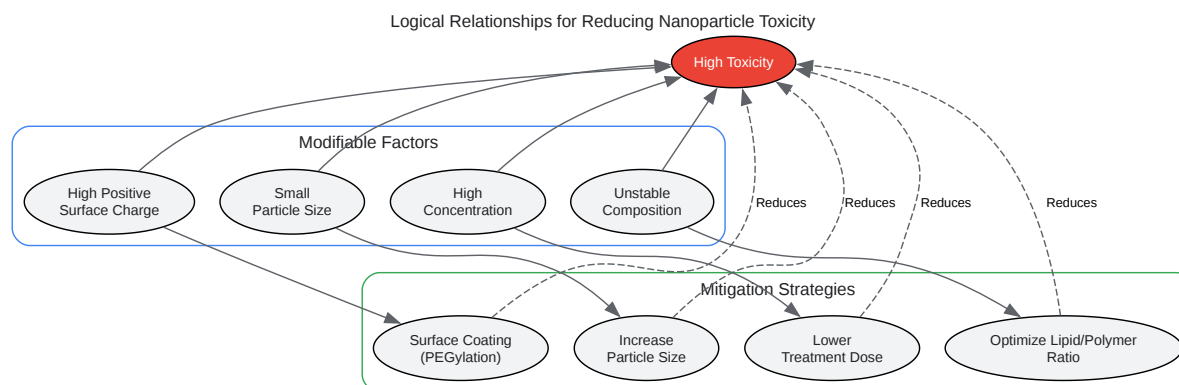 Logical Relationships for Reducing Nanoparticle Toxicity
High Toxicity
Modifiable Factors
High Positive
Surface Charge
Small
Particle Size
High
Concentration
Unstable
Composition
Reduces
Reduces
Reduces
Reduces
Mitigation Strategies
Surface Coating
(PEGylation)
Increase
Particle Size
Lower
Treatment Dose
Optimize Lipid/Polymer
Ratio